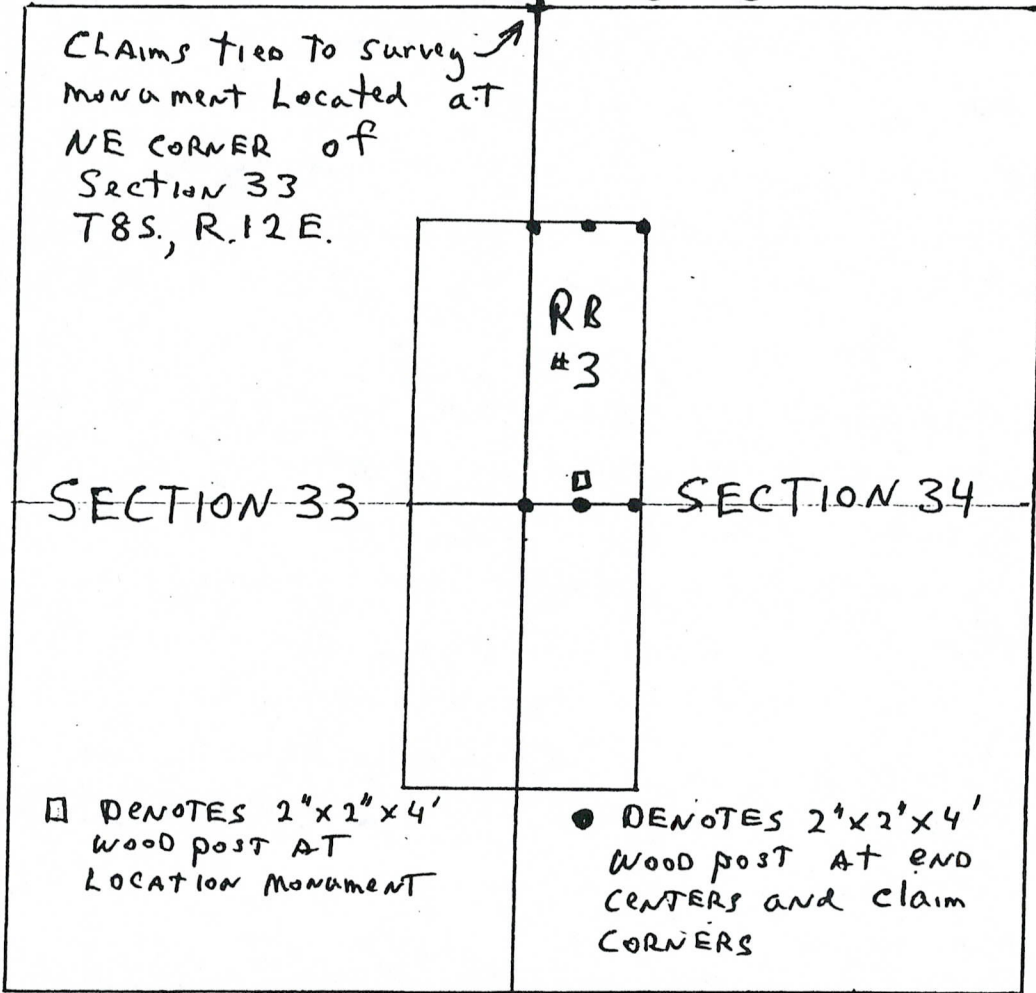 CLAims tieD To survey
monument Located at
NE CORNER of
Section 33
T8S., R.12E.
RB
#3
SECTION 33
SECTION 34
DENOTES 2"x2"x4'
WOOD post AT
LOCATION MONUMENT
DENOTES 2"x2"x4'
WOOD post At END
CENTERS and claim
CORNERS